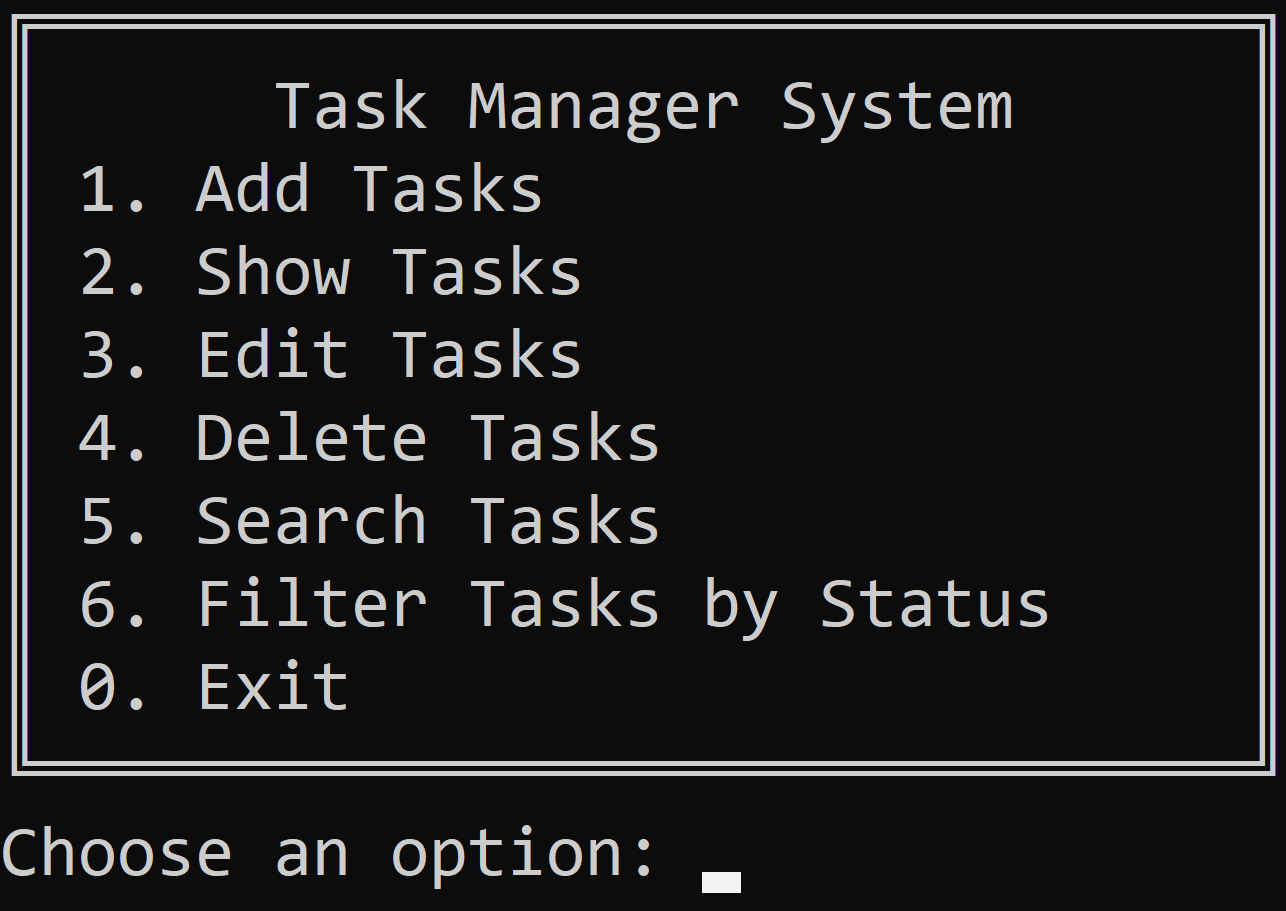 Task Manager System
1. Add Tasks
2. Show Tasks
3. Edit Tasks
4. Delete Tasks
5. Search Tasks
6. Filter Tasks by Status
0. Exit
Choose an option: